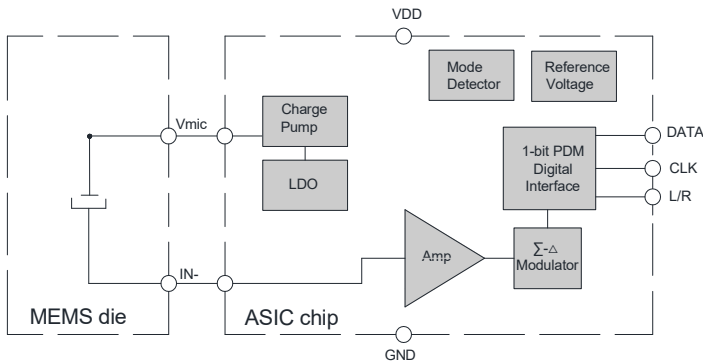 VDD
Mode
Detector
Reference
Voltage
Charge
Pump
Vmic
LDO
1-bit PDM
Digital
Interface
DATA
CLK
L/R
Amp
∑-△
Modulator
IN-
MEMS die
ASIC chip
GND